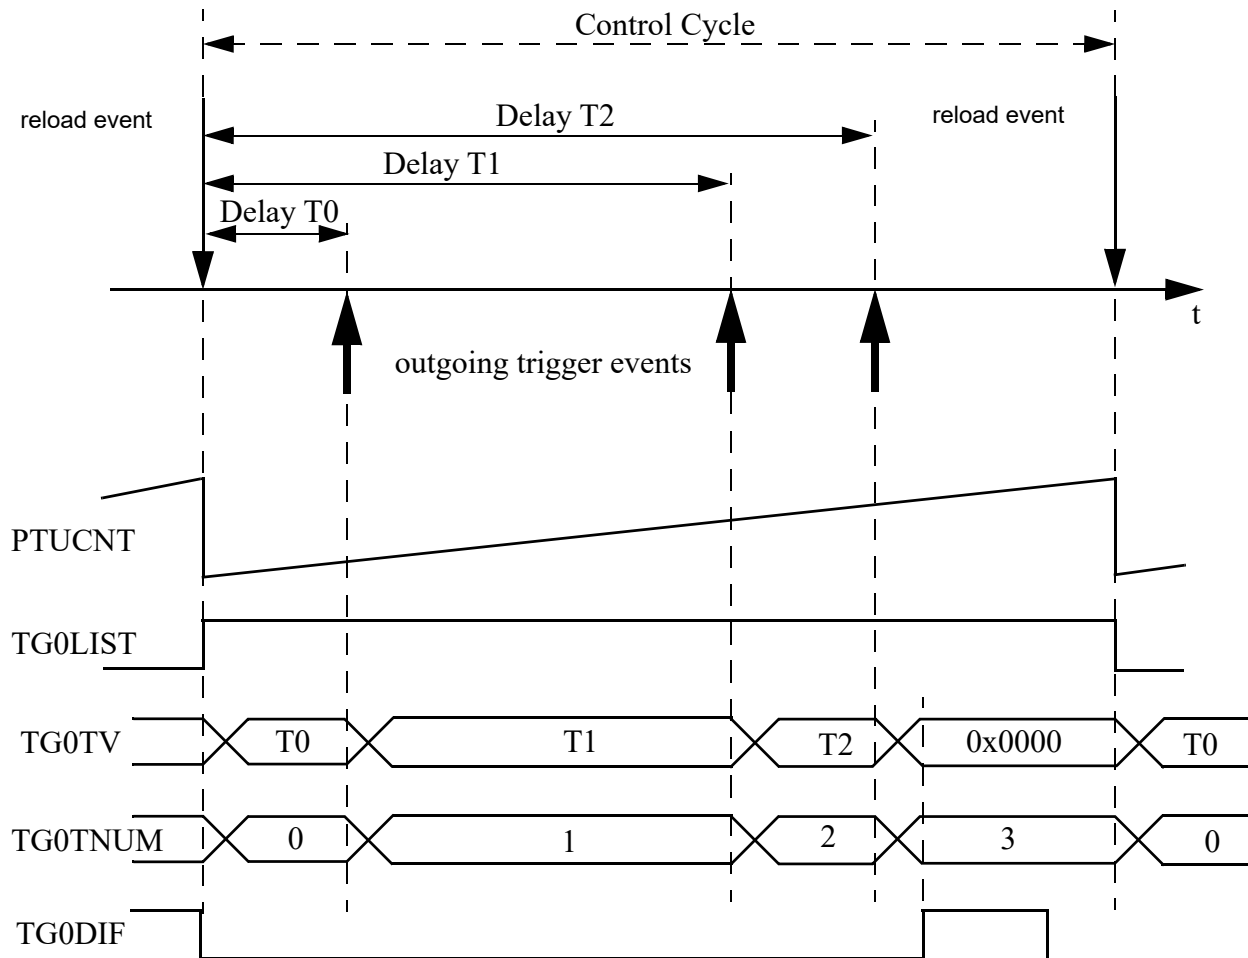 Control Cycle
reload event
Delay T2
reload event
Delay T1
Delay T0
t
outgoing trigger events
PTUCNT
TG0LIST
TG0TV
T0
T1
T2
0x0000
T0
TG0TNUM
0
1
2
3
0
TG0DIF